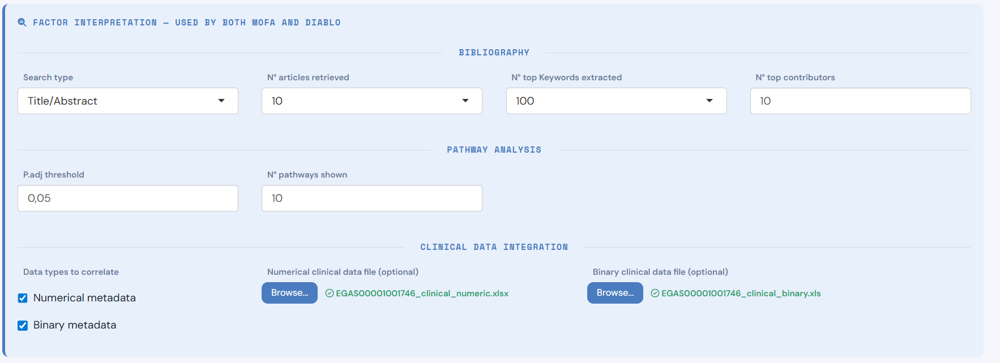 FACTOR INTERPRETATION — USED BY BOTH MOFA AND DIABLO
BIBLIOGRAPHY
Search type
N° articles retrieved
N° top Keywords extracted
N° top contributors
Title/Abstract
10
100
10
PATHWAY ANALYSIS
P.adj threshold
N° pathways shown
0,05
10
CLINICAL DATA INTEGRATION
Data types to correlate
Numerical clinical data file (optional)
Binary clinical data file (optional)
Numerical metadata
Browse... EGAS00001001746_clinical_numeric.xlsx
Browse... EGAS00001001746_clinical_binary.xls
Binary metadata